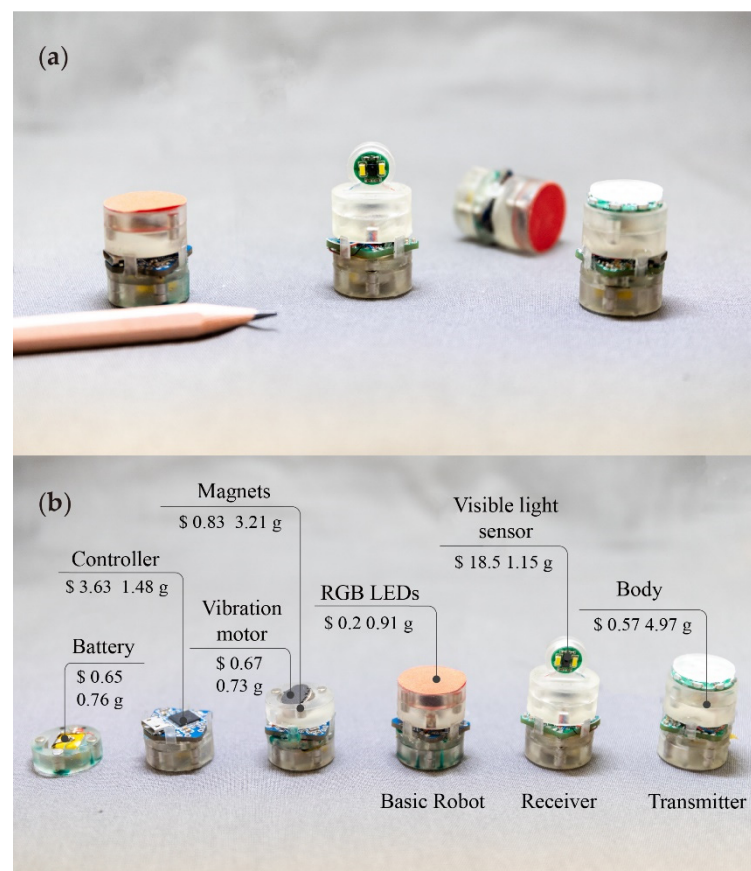 (a)
(b)
Magnets
$ 0.83 3.21 g
Visible light
sensor
$ 18.5 1.15 g
Controller
$ 3.63 1.48 g
RGB LEDs
$ 0.2 0.91 g
Body
$ 0.57 4.97 g
Vibration
motor
$ 0.67
0.73 g
Battery
$ 0.65
0.76 g
Basic Robot
Receiver
Transmitter